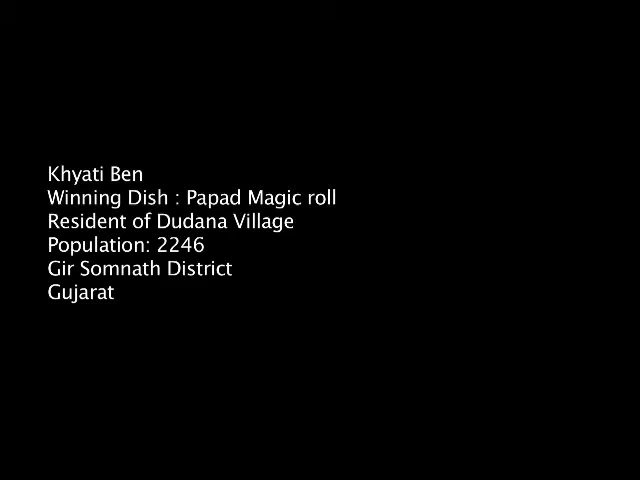 Khyati Ben
Winning Dish : Papad Magic roll
Resident of Dudana Village
Population: 2246
Gir Somnath District
Gujarat